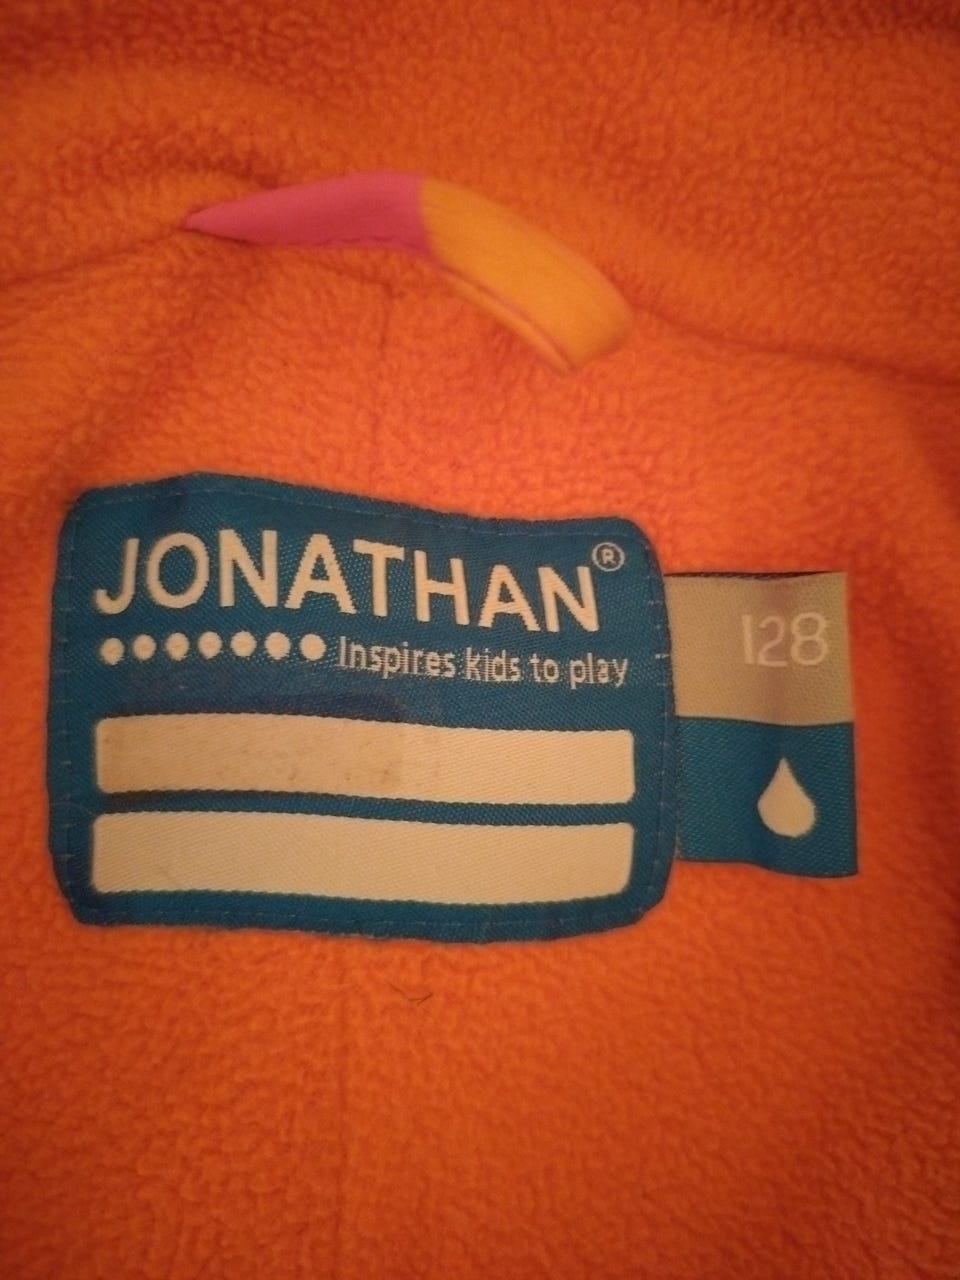 JONATHAN®
Inspires kids to play
128